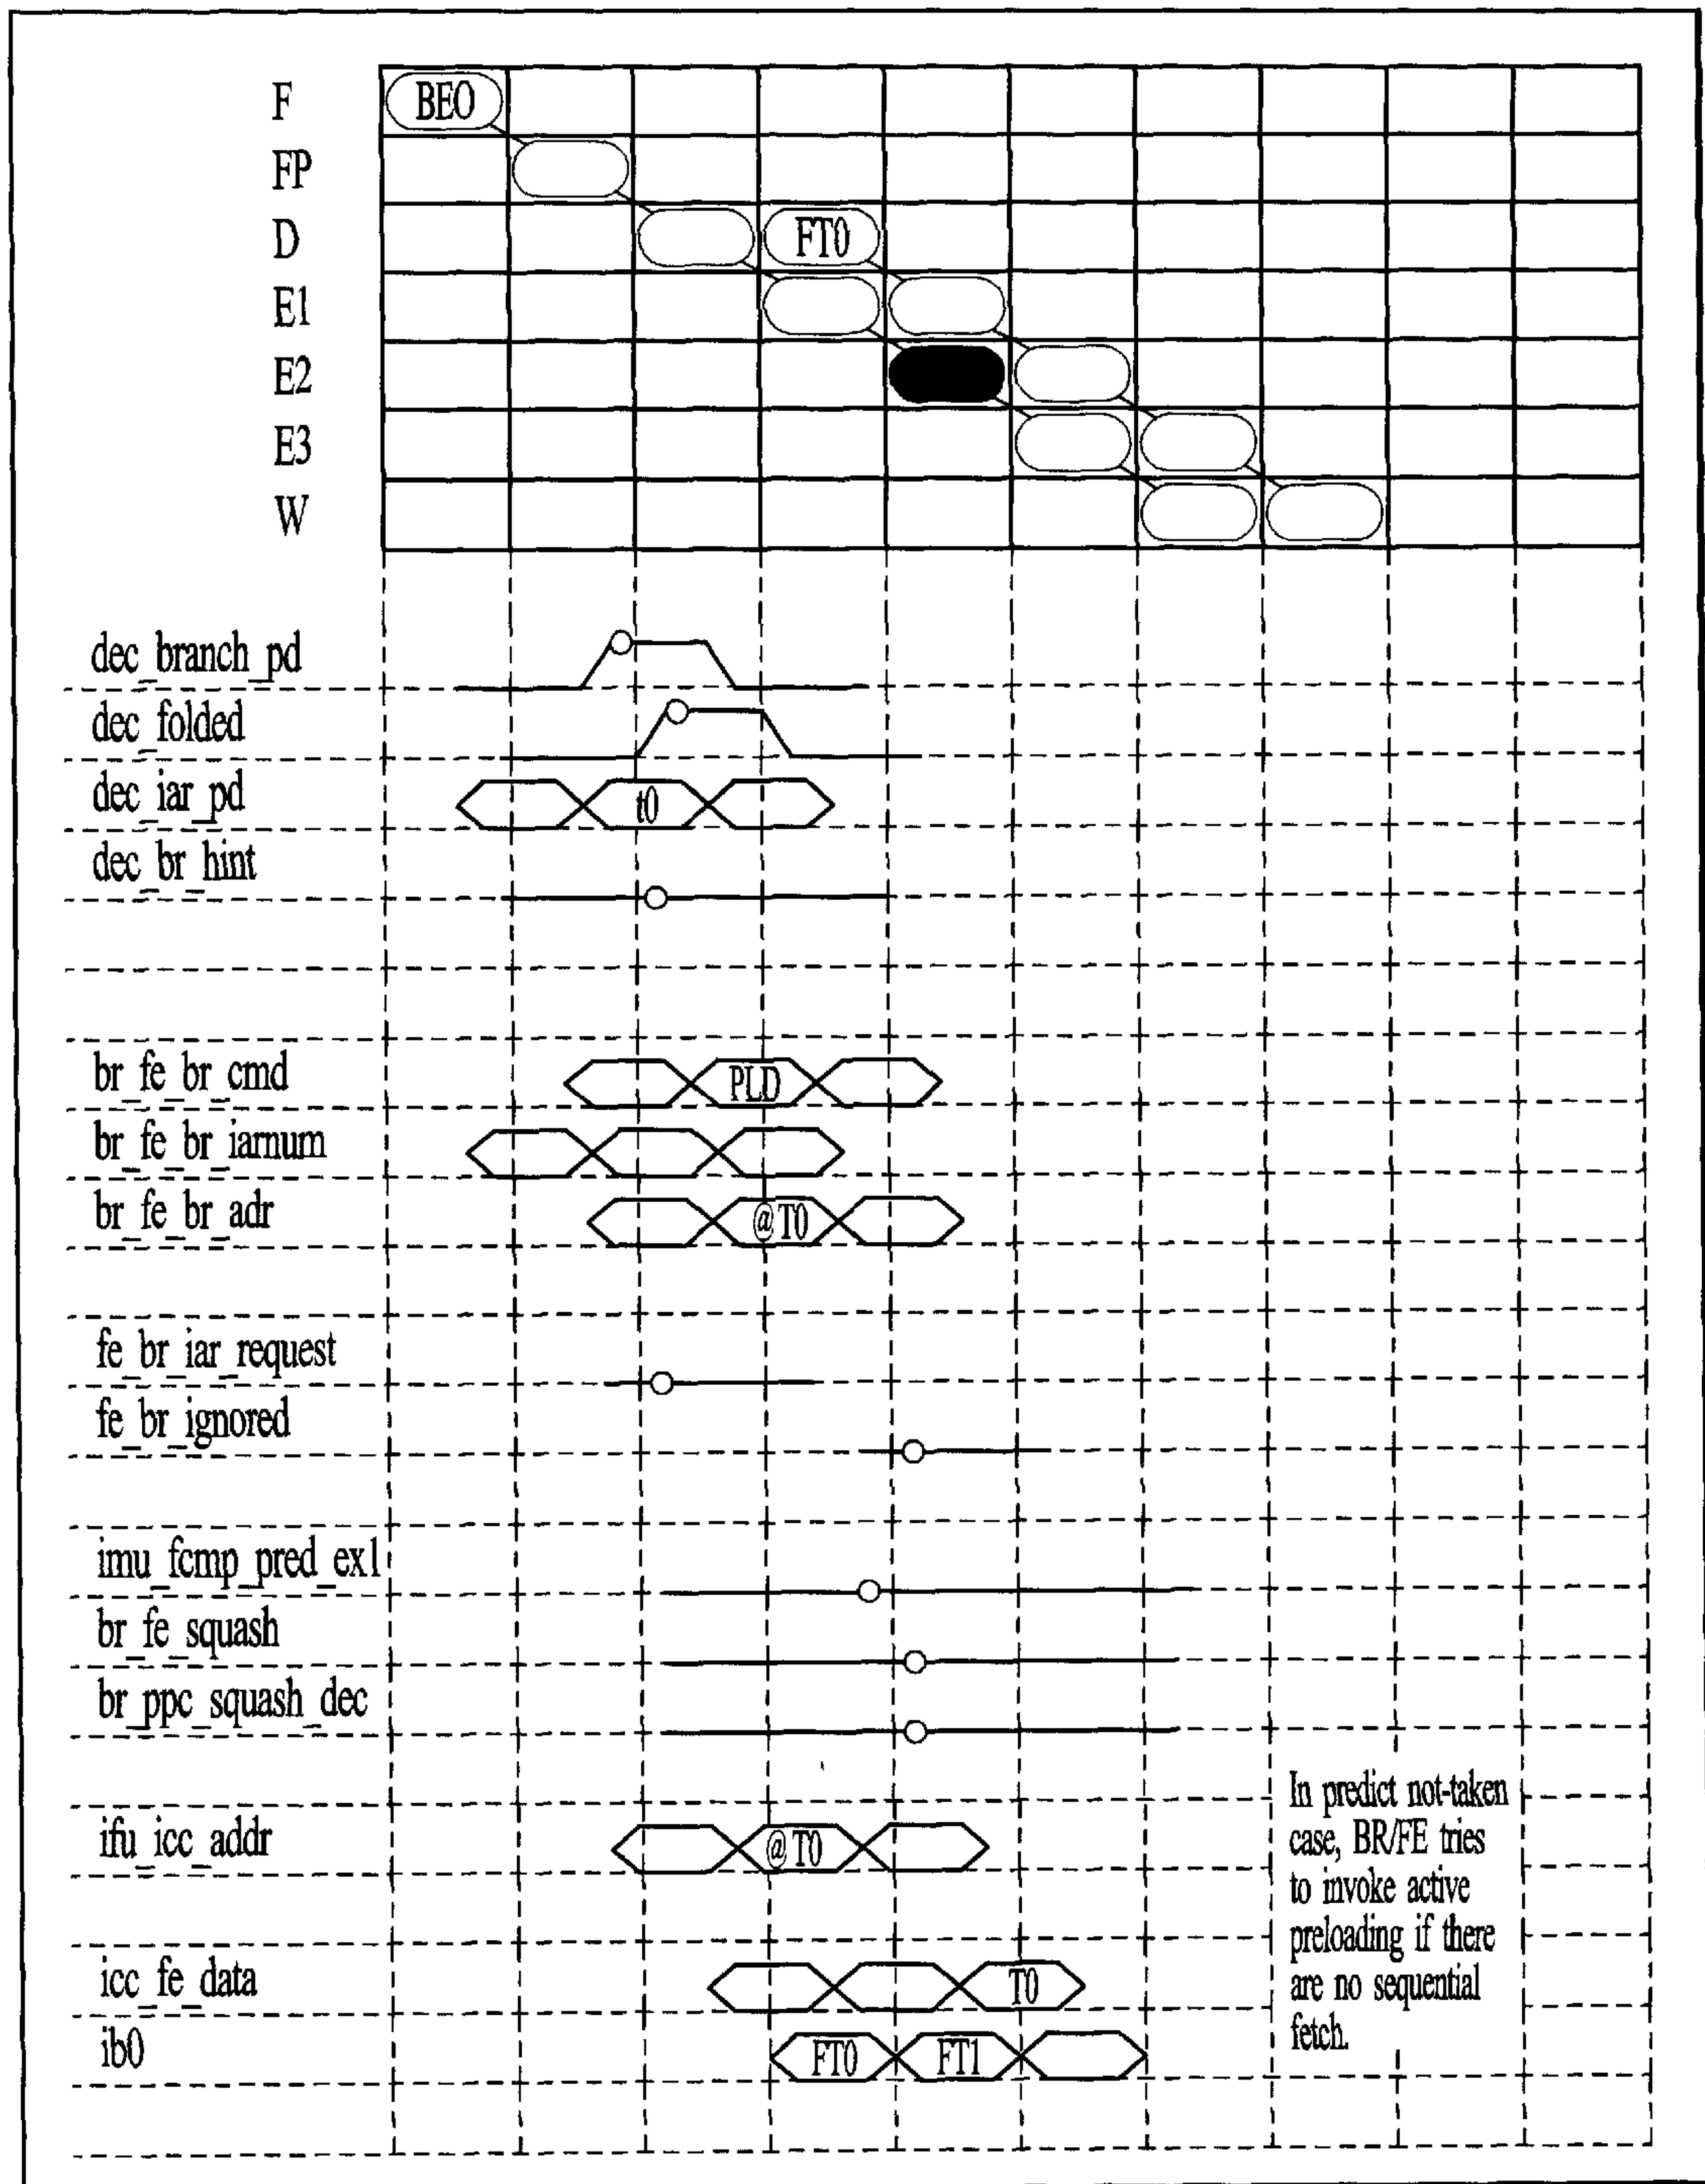 F
BEO
FP
D
FT0
E1
E2
E3
W
dec_branch_pd
dec_folded
dec_iar_pd
t0
dec_br_hint
br_fe_br_cmd
PLD
br_fe_br_iarnum
br_fe_br_adr
@T0
fe_br_iar_request
fe_br_ignored
imu_fcmp_pred_ex1
br_fe_squash
br_ppc_squash_dec
ifu_icc_addr
@T0
icc_fe_data
T0
ib0
FT0
FT1
In predict not-taken
case, BR/FE tries
to invoke active
preloading if there
are no sequential
fetch.